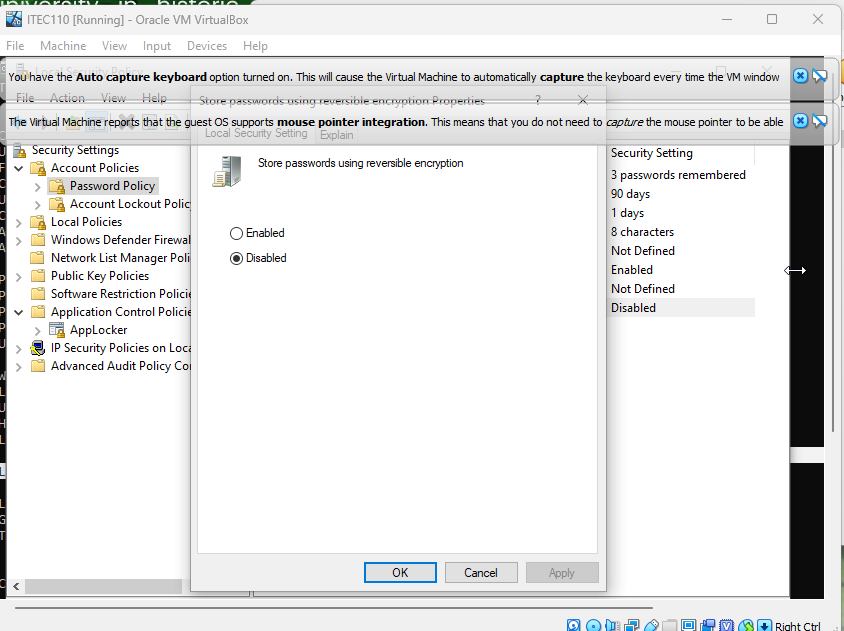 ITEC110 [Running] - Oracle VM VirtualBox
File Machine View Input Devices Help
You have the Auto capture keyboard option turned on. This will cause the Virtual Machine to automatically capture the keyboard every time the VM window
File Action View Help
Store passwords using reversible encryption Properties ?
The Virtual Machine reports that the guest OS supports mouse pointer integration. This means that you do not need to capture the mouse pointer to be able
Local Security Setting Explain
Security Settings
Account Policies
Password Policy
Account Lockout Polic
Local Policies
Windows Defender Firewal
Network List Manager Poli
Public Key Policies
Software Restriction Policie
Application Control Policie
AppLocker
IP Security Policies on Loca
Advanced Audit Policy Co
Store passwords using reversible encryption
Enabled
Disabled
OK Cancel Apply
Security Setting
3 passwords remembered
90 days
1 days
8 characters
Not Defined
Enabled
Not Defined
Disabled
Right Ctrl